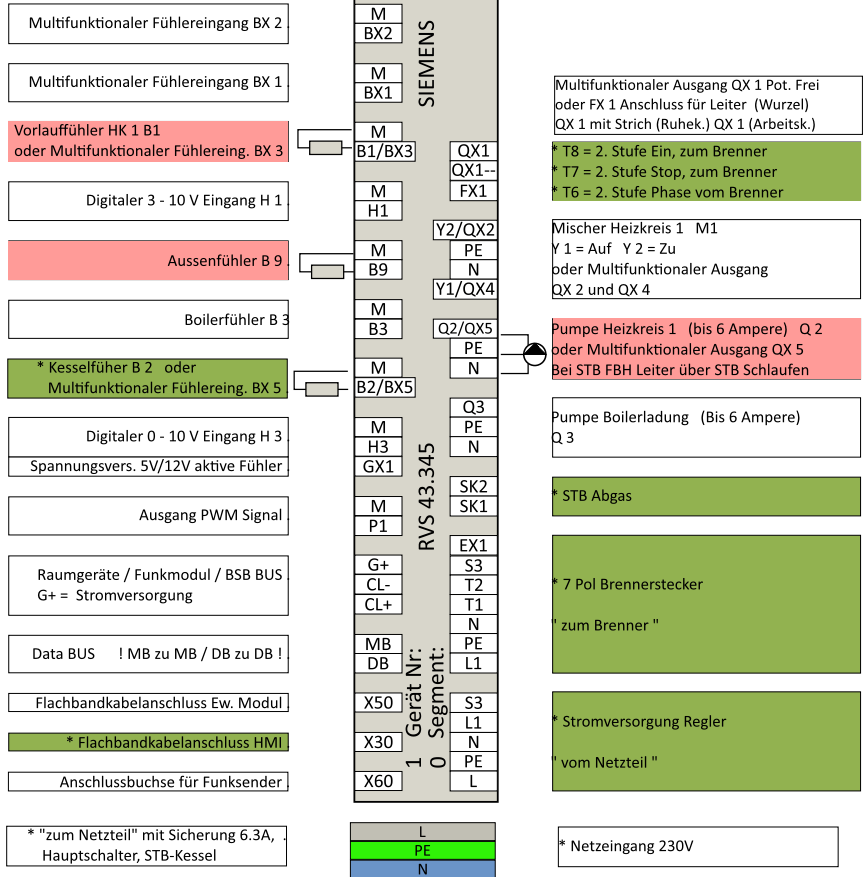 Multifunktionaler Fühlereingang BX 2 .
Multifunktionaler Fühlereingang BX 1 .
Vorlauffühler HK 1 B1
oder Multifunktionaler Fühlereing. BX 3 .
Digitaler 3 - 10 V Eingang H 1 .
Aussenfühler B 9 .
Boilerfühler B 3
* Kesselfüher B 2 oder
Multifunktionaler Fühlereing. BX 5 .
Digitaler 0 - 10 V Eingang H 3 .
Spannungsvers. 5V/12V aktive Fühler .
Ausgang PWM Signal .
Raumgeräte / Funkmodul / BSB BUS .
G+ = Stromversorgung
Data BUS ! MB zu MB / DB zu DB ! .
Flachbandkabelanschluss Ew. Modul .
* Flachbandkabelanschluss HMI .
Anschlussbuchse für Funksender .
* "zum Netzteil" mit Sicherung 6.3A, .
Hauptschalter, STB-Kessel
M
BX2
M
BX1
M
B1/BX3
M
H1
M
B9
M
B3
M
B2/BX5
M
H3
GX1
M
P1
G+
CL-
CL+
MB
DB
X50
X30
X60
SIEMENS
RVS 43.345
1 Gerät Nr:
0 Segment:
QX1
QX1--
FX1
Y2/QX2
PE
N
Y1/QX4
Q2/QX5
PE
N
Q3
PE
N
SK2
SK1
EX1
S3
T2
T1
N
PE
L1
S3
L1
N
PE
L
L
PE
N
Multifunktionaler Ausgang QX 1 Pot. Frei
oder FX 1 Anschluss für Leiter (Wurzel)
QX 1 mit Strich (Ruhek.) QX 1 (Arbeitsk.)
* T8 = 2. Stufe Ein, zum Brenner
* T7 = 2. Stufe Stop, zum Brenner
* T6 = 2. Stufe Phase vom Brenner
Mischer Heizkreis 1 M1
Y 1 = Auf Y 2 = Zu
oder Multifunktionaler Ausgang
QX 2 und QX 4
Pumpe Heizkreis 1 (bis 6 Ampere) Q 2
oder Multifunktionaler Ausgang QX 5
Bei STB FBH Leiter über STB Schlaufen
Pumpe Boilerladung (Bis 6 Ampere)
Q 3
* STB Abgas
* 7 Pol Brennerstecker
" zum Brenner "
* Stromversorgung Regler
" vom Netzteil "
* Netzeingang 230V